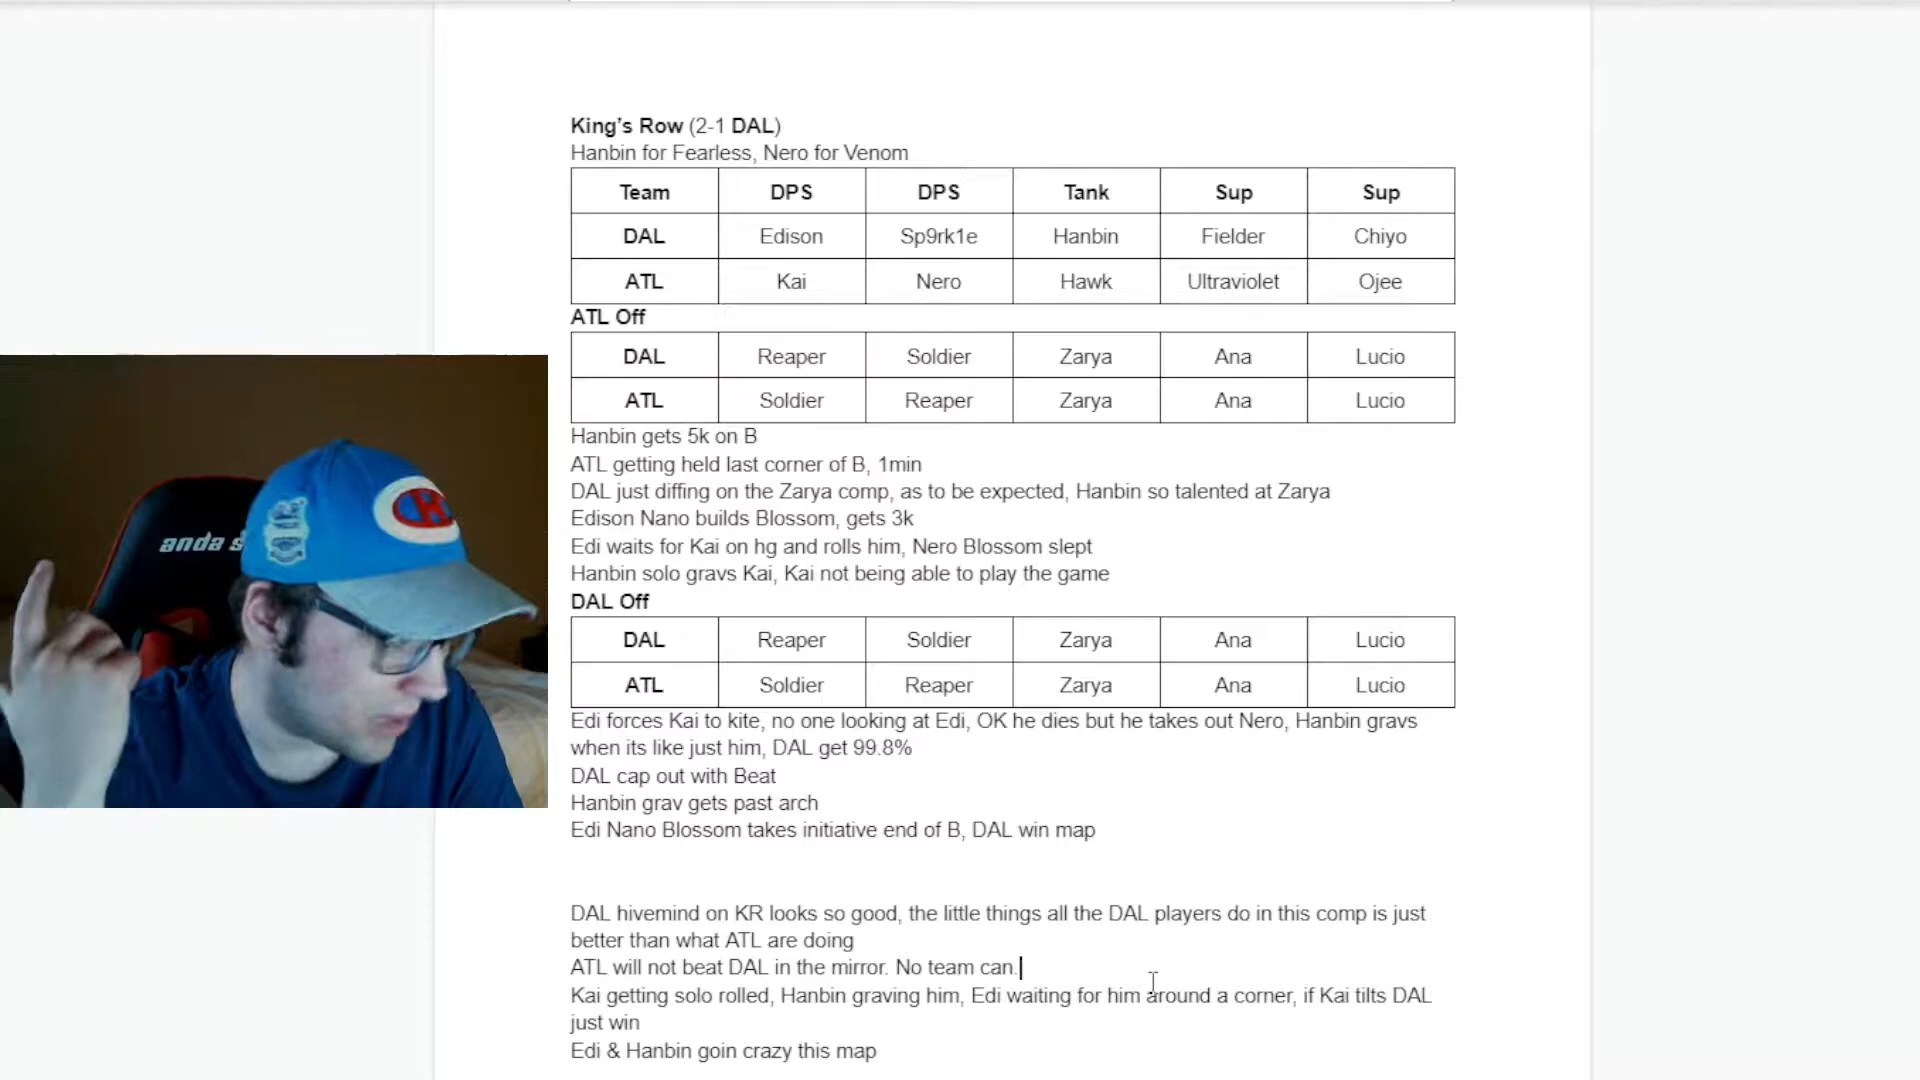 King's Row (2-1 DAL)
Hanbin for Fearless, Nero for Venom
Team DPS DPS Tank Sup Sup
DAL Edison Sp9rk1e Hanbin Fielder Chiyo
ATL Kai Nero Hawk Ultraviolet Ojee
ATL Off
DAL Reaper Soldier Zarya Ana Lucio
ATL Soldier Reaper Zarya Ana Lucio
Hanbin gets 5k on B
ATL getting held last corner of B, 1min
DAL just diffing on the Zarya comp, as to be expected, Hanbin so talented at Zarya
Edison Nano builds Blossom, gets 3k
Edi waits for Kai on hg and rolls him, Nero Blossom slept
Hanbin solo gravs Kai, Kai not being able to play the game
DAL Off
DAL Reaper Soldier Zarya Ana Lucio
ATL Soldier Reaper Zarya Ana Lucio
Edi forces Kai to kite, no one looking at Edi, OK he dies but he takes out Nero, Hanbin gravs
when its like just him, DAL get 99.8%
DAL cap out with Beat
Hanbin grav gets past arch
Edi Nano Blossom takes initiative end of B, DAL win map
DAL hivemind on KR looks so good, the little things all the DAL players do in this comp is just
better than what ATL are doing
ATL will not beat DAL in the mirror. No team can.
Kai getting solo rolled, Hanbin graving him, Edi waiting for him around a corner, if Kai tilts DAL
just win
Edi & Hanbin goin crazy this map
anda s